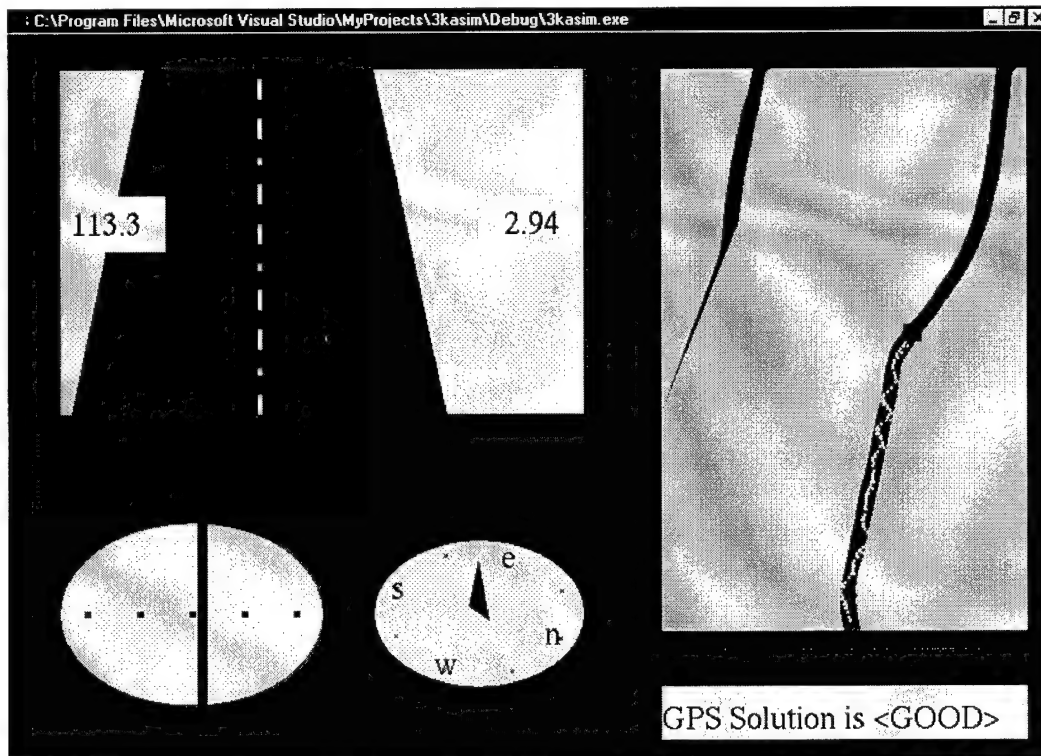 C:\Program Files\Microsoft Visual Studio\MyProjects\3kasim\Debug\3kasim.exe
113.3
2.94
e
s
n
w
GPS Solution is <GOOD>